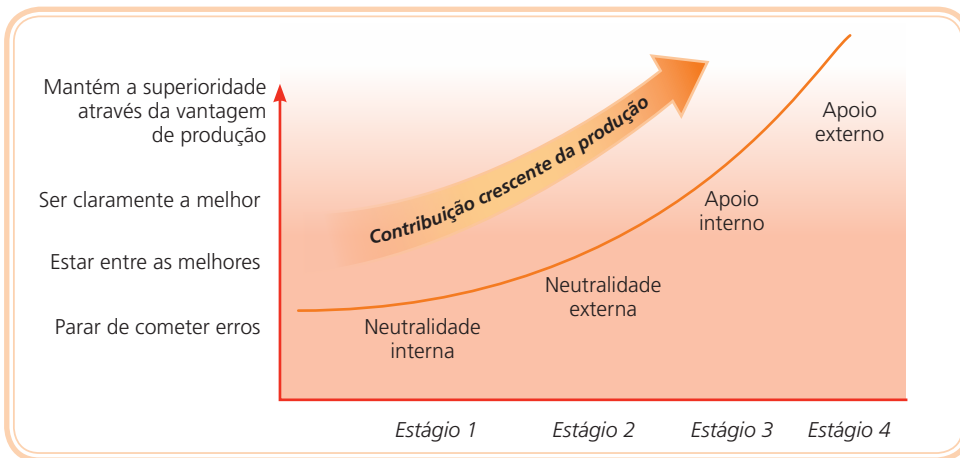 Mantém a superioridade
através da vantagem
de produção
Ser claramente a melhor
Estar entre as melhores
Parar de cometer erros
Contribuição crescente da produção
Neutralidade
interna
Neutralidade
externa
Apoio
interno
Apoio
externo
Estágio 1
Estágio 2
Estágio 3
Estágio 4